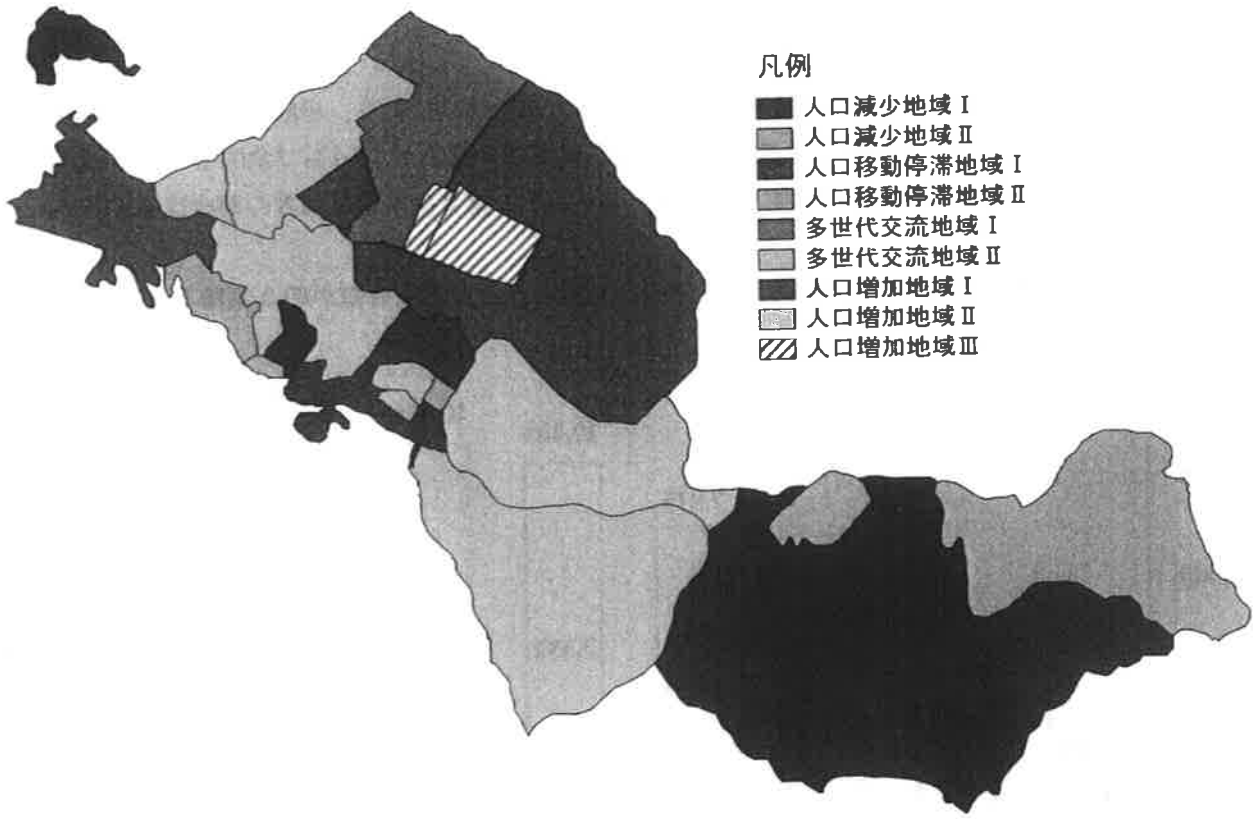 凡例
人口減少地域Ⅰ
人口減少地域Ⅱ
人口移動停滞地域Ⅰ
人口移動停滞地域Ⅱ
多世代交流地域Ⅰ
多世代交流地域Ⅱ
人口増加地域Ⅰ
人口増加地域Ⅱ
人口増加地域Ⅲ